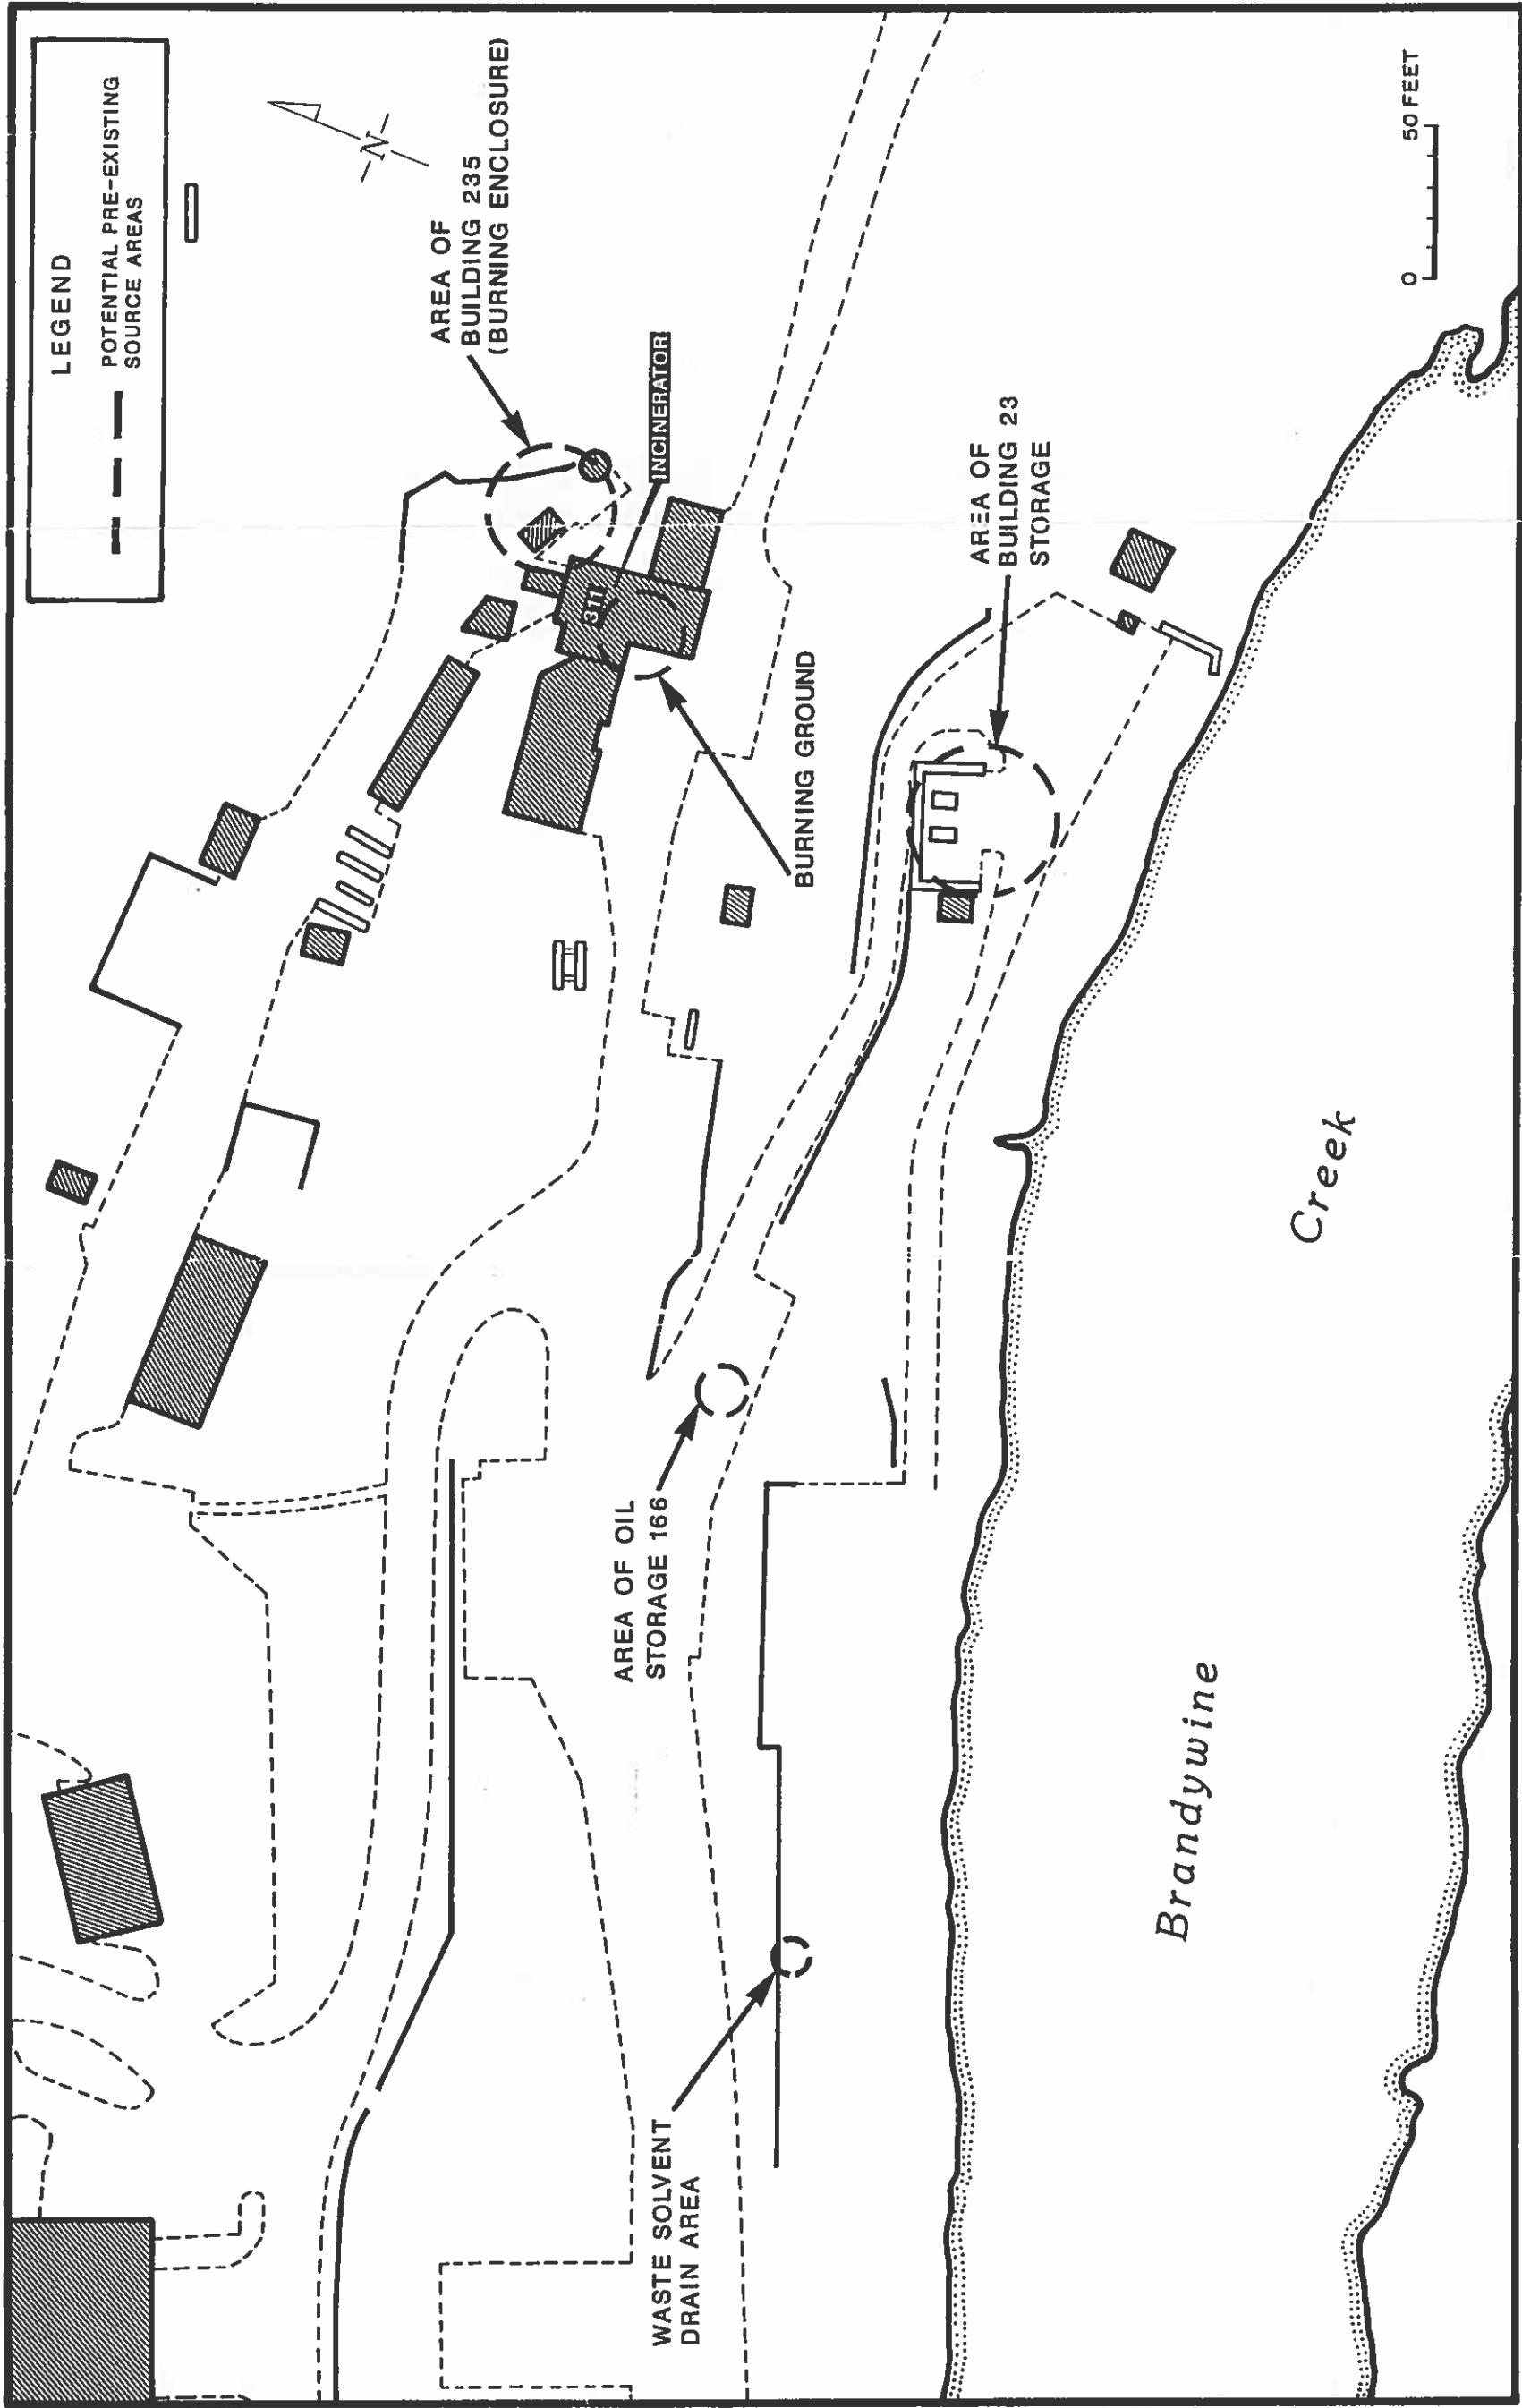 LEGEND
POTENTIAL PRE-EXISTING
SOURCE AREAS
N
AREA OF
BUILDING 235
(BURNING ENCLOSURE)
INCINERATOR
311
BURNING GROUND
AREA OF
BUILDING 23
STORAGE
AREA OF OIL
STORAGE 166
WASTE SOLVENT
DRAIN AREA
Brandywine
Creek
0
50 FEET